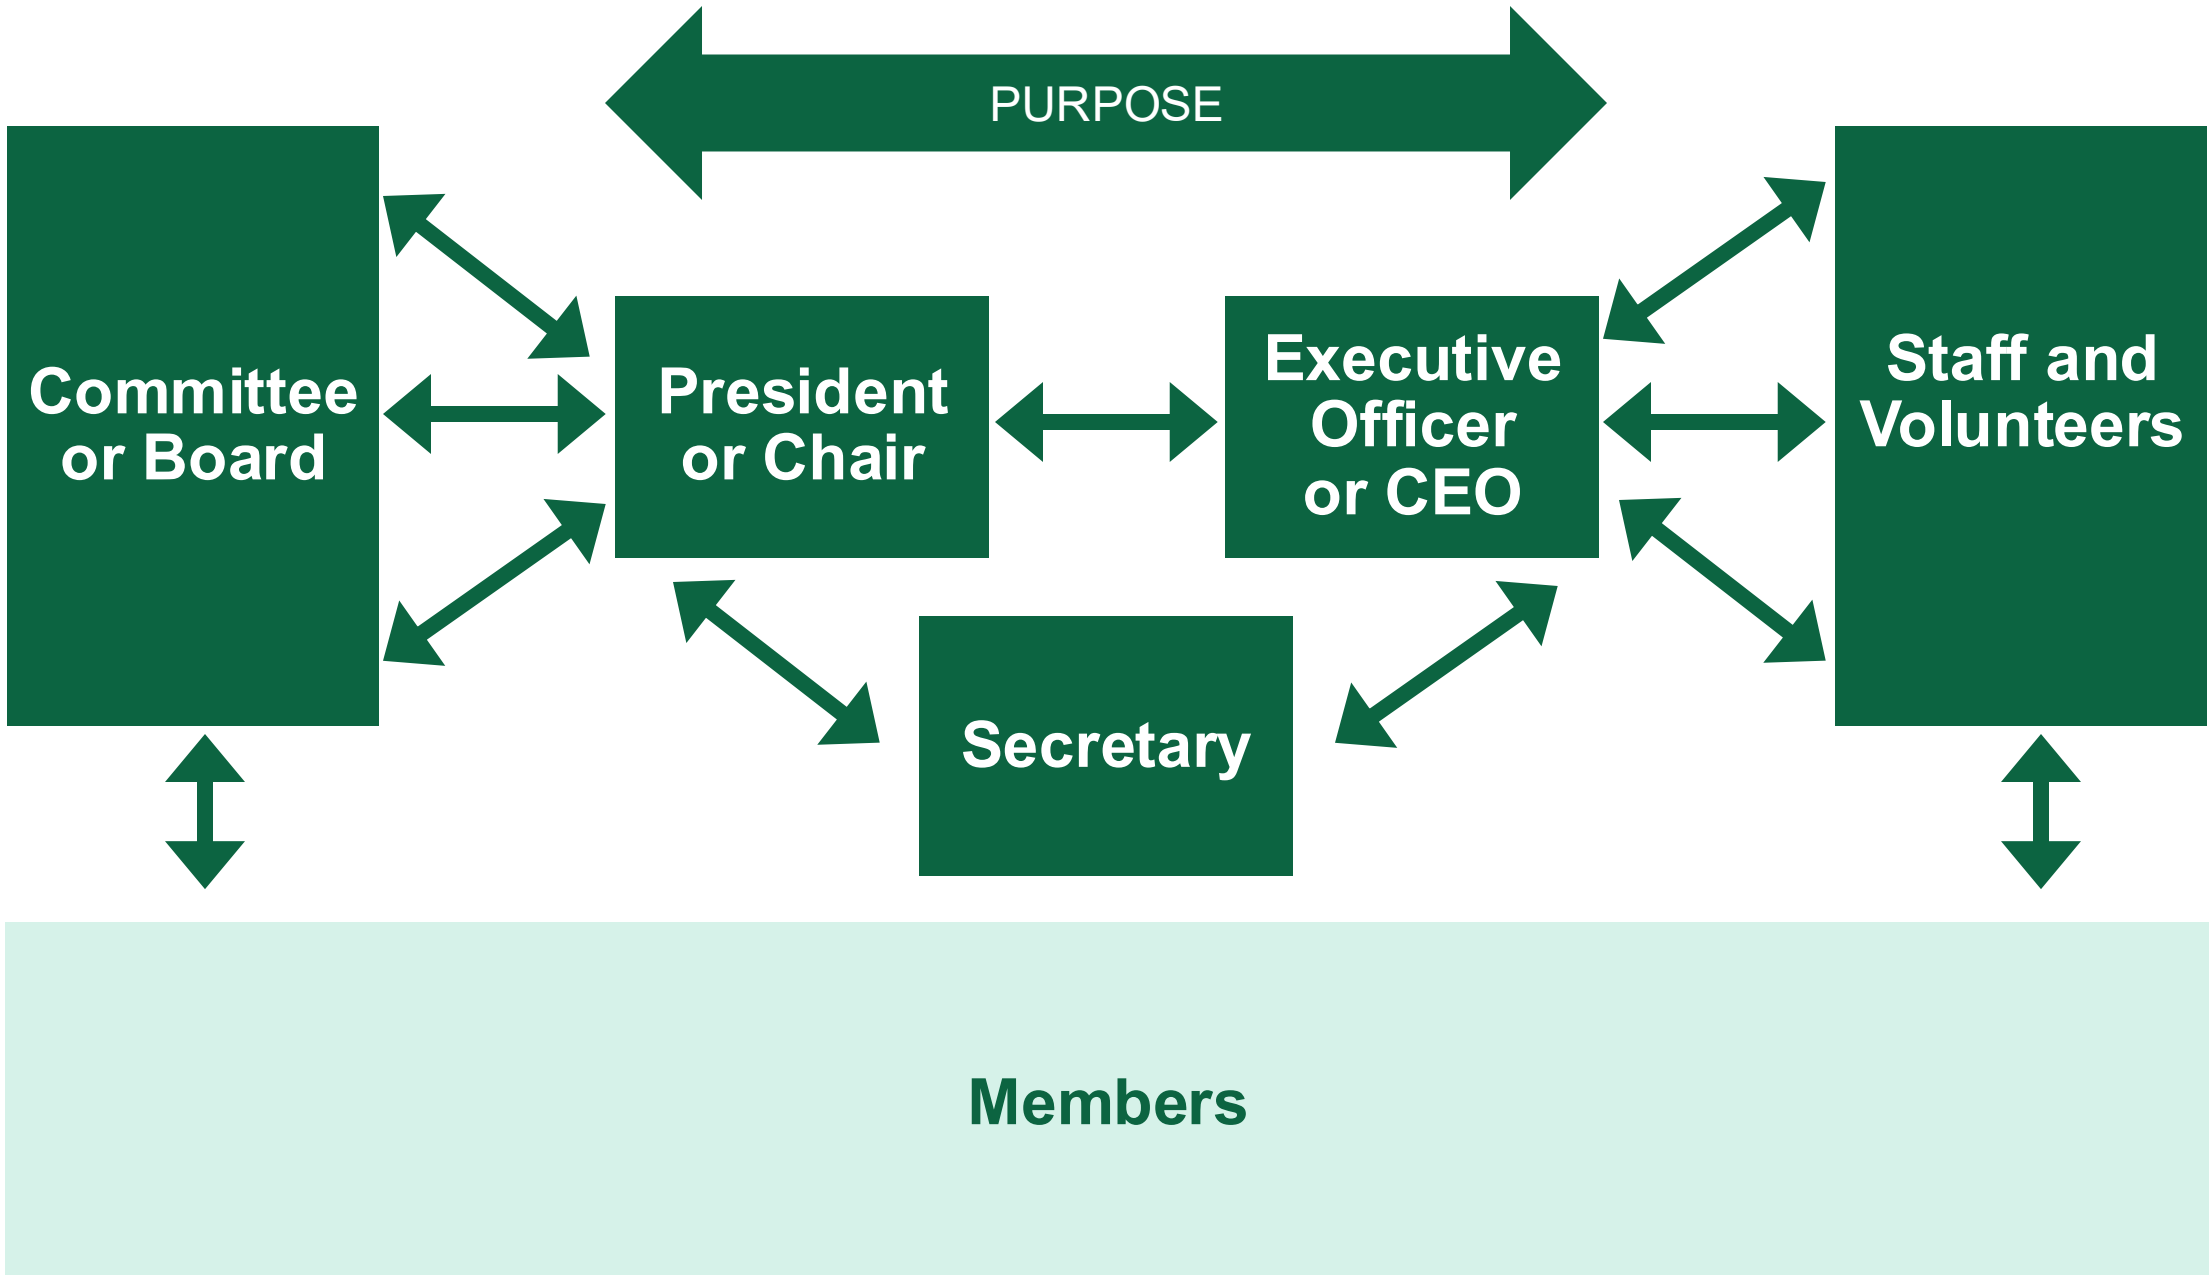 PURPOSE
Committee
or Board
President
or Chair
Executive
Officer
or CEO
Staff and
Volunteers
Secretary
Members